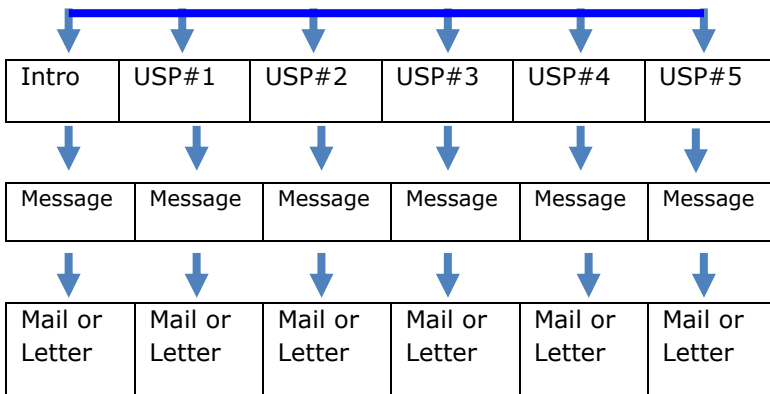 Intro USP#1 USP#2 USP#3 USP#4 USP#5
Message Message Message Message Message Message
Mail or Mail or Mail or Mail or Mail or Mail or
Letter Letter Letter Letter Letter Letter